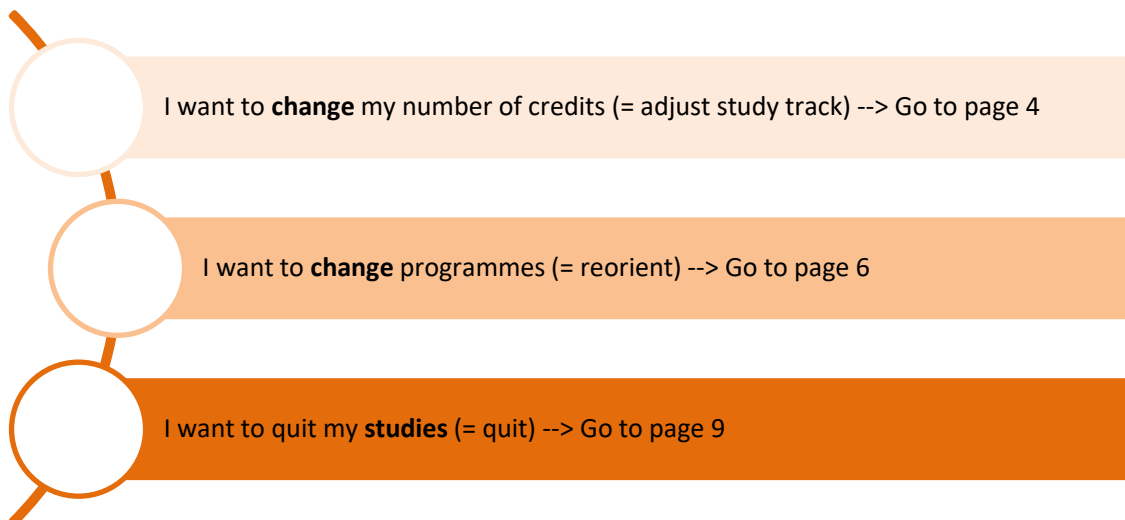 I want to change my number of credits (= adjust study track) --> Go to page 4
I want to change programmes (= reorient) --> Go to page 6
I want to quit my studies (= quit) --> Go to page 9